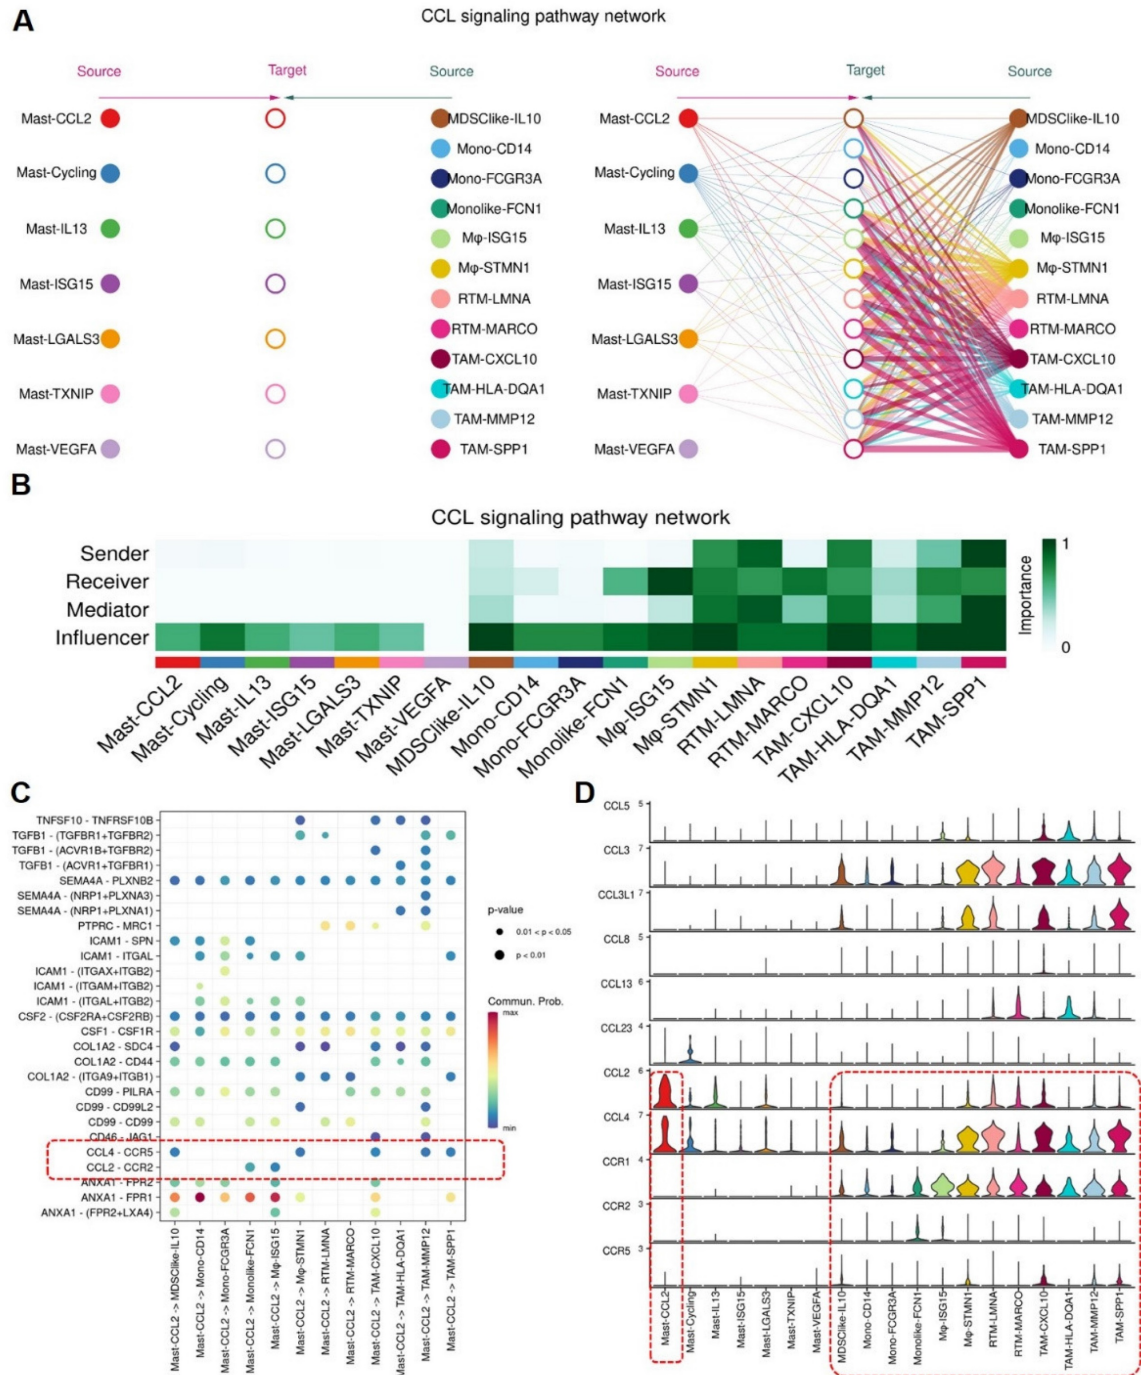 A
CCL signaling pathway network
Source Target Source
Mast-CCL2
Mast-Cycling
Mast-IL13
Mast-ISG15
Mast-LGALS3
Mast-TXNIP
Mast-VEGFA
MDSClike-IL10
Mono-CD14
Mono-FCGR3A
Monolike-FCN1
Mφ-ISG15
Mφ-STMN1
RTM-LMNA
RTM-MARCO
TAM-CXCL10
TAM-HLA-DQA1
TAM-MMP12
TAM-SPP1
Source Target Source
Mast-CCL2
Mast-Cycling
Mast-IL13
Mast-ISG15
Mast-LGALS3
Mast-TXNIP
Mast-VEGFA
MDSClike-IL10
Mono-CD14
Mono-FCGR3A
Monolike-FCN1
Mφ-ISG15
Mφ-STMN1
RTM-LMNA
RTM-MARCO
TAM-CXCL10
TAM-HLA-DQA1
TAM-MMP12
TAM-SPP1
B
CCL signaling pathway network
Sender
Receiver
Mediator
Influencer
1
Importance
0
Mast-CCL2
Mast-Cycling
Mast-IL13
Mast-ISG15
Mast-LGALS3
Mast-TXNIP
Mast-VEGFA
MDSClike-IL10
Mono-CD14
Mono-FCGR3A
Monolike-FCN1
Mφ-ISG15
Mφ-STMN1
RTM-LMNA
RTM-MARCO
TAM-CXCL10
TAM-HLA-DQA1
TAM-MMP12
TAM-SPP1
C
TNFSF10 - TNFRSF10B
TGFB1 - (TGFBR1+TGFBR2)
TGFB1 - (ACVR1B+TGFBR2)
TGFB1 - (ACVR1+TGFBR1)
SEMA4A - PLXNB2
SEMA4A - (NRP1+PLXNA3)
SEMA4A - (NRP1+PLXNA1)
PTPRC - MRC1
ICAM1 - SPN
ICAM1 - ITGAL
ICAM1 - (ITGAX+ITGB2)
ICAM1 - (ITGAM+ITGB2)
ICAM1 - (ITGAL+ITGB2)
CSF2 - (CSF2RA+CSF2RB)
CSF1 - CSF1R
COL1A2 - SDC4
COL1A2 - CD44
COL1A2 - (ITGA9+ITGB1)
CD99 - PILRA
CD99 - CD99L2
CD99 - CD99
CD46 - JAG1
CCL4 - CCR5
CCL2 - CCR2
ANXA1 - FPR2
ANXA1 - FPR1
ANXA1 - (FPR2+LXA4)
Mast-CCL2 -> MDSClike-IL10
Mast-CCL2 -> Mono-CD14
Mast-CCL2 -> Mono-FCGR3A
Mast-CCL2 -> Monolike-FCN1
Mast-CCL2 -> Mφ-ISG15
Mast-CCL2 -> Mφ-STMN1
Mast-CCL2 -> RTM-LMNA
Mast-CCL2 -> RTM-MARCO
Mast-CCL2 -> TAM-CXCL10
Mast-CCL2 -> TAM-HLA-DQA1
Mast-CCL2 -> TAM-MMP12
Mast-CCL2 -> TAM-SPP1
p-value
0.01 < p < 0.05
p < 0.01
Commun. Prob.
max
min
D
CCL5 5
CCL3 7
CCL3L1 7
CCL8 5
CCL13 6
CCL23 4
CCL2 6
CCL4 7
CCR1 4
CCR2 3
CCR5 3
Mast-CCL2
Mast-Cycling
Mast-IL13
Mast-ISG15
Mast-LGALS3
Mast-TXNIP
Mast-VEGFA
MDSClike-IL10
Mono-CD14
Mono-FCGR3A
Monolike-FCN1
Mφ-ISG15
Mφ-STMN1
RTM-LMNA
RTM-MARCO
TAM-CXCL10
TAM-HLA-DQA1
TAM-MMP12
TAM-SPP1